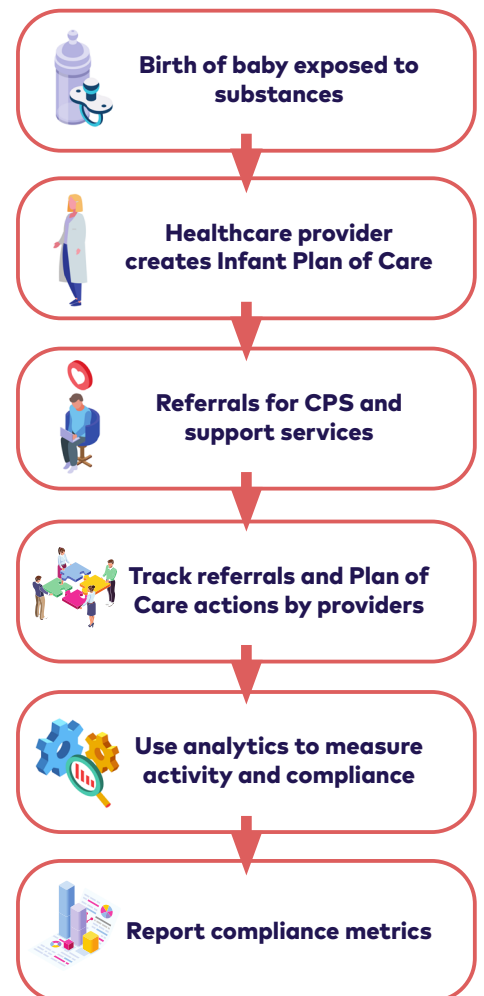 Birth of baby exposed to
substances
Healthcare provider
creates Infant Plan of Care
Referrals for CPS and
support services
Track referrals and Plan of
Care actions by providers
Use analytics to measure
activity and compliance
Report compliance metrics